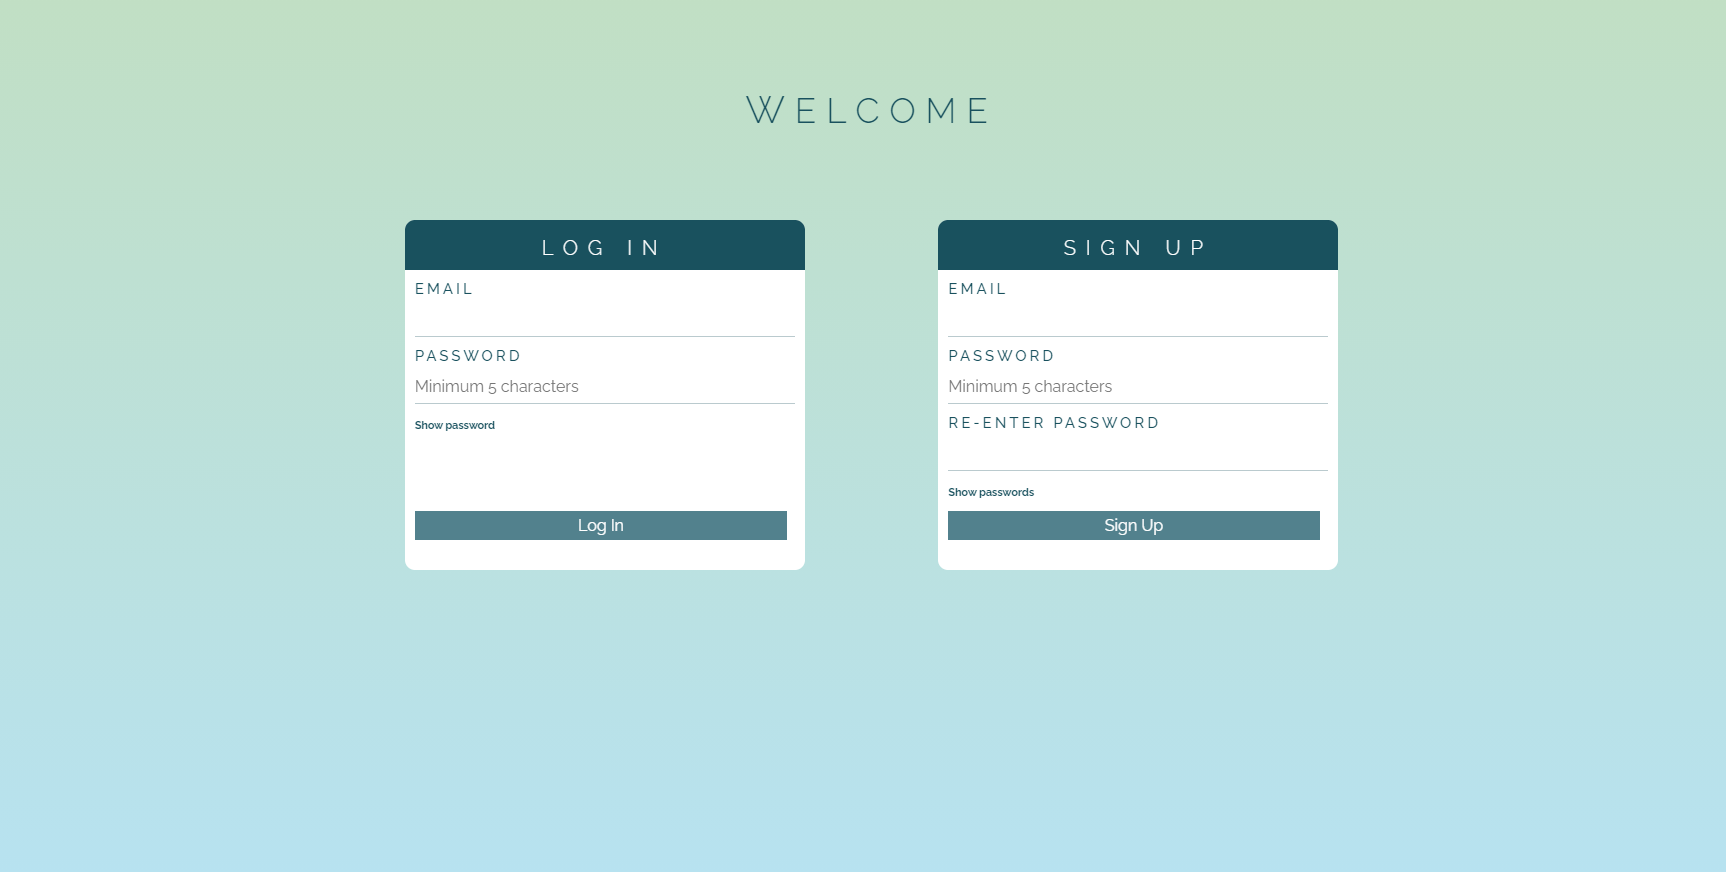 WELCOME
LOG IN
EMAIL
PASSWORD
Minimum 5 characters
Show password
Log In
SIGN UP
EMAIL
PASSWORD
Minimum 5 characters
RE-ENTER PASSWORD
Show passwords
Sign Up